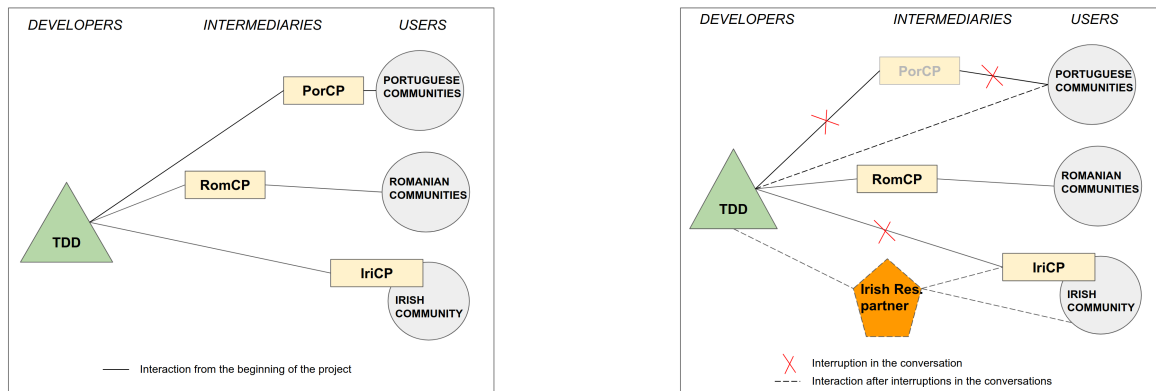 DEVELOPERS INTERMEDIARIES USERS
PorCP
PORTUGUESE
COMMUNITIES
RomCP
ROMANIAN
COMMUNITIES
TDD
IriCP
IRISH
COMMUNITY
Interaction from the beginning of the project
DEVELOPERS INTERMEDIARIES USERS
PorCP
PORTUGUESE
COMMUNITIES
RomCP
ROMANIAN
COMMUNITIES
TDD
IriCP
Irish Res.
partner
IRISH
COMMUNITY
Interruption in the conversation
Interaction after interruptions in the conversations